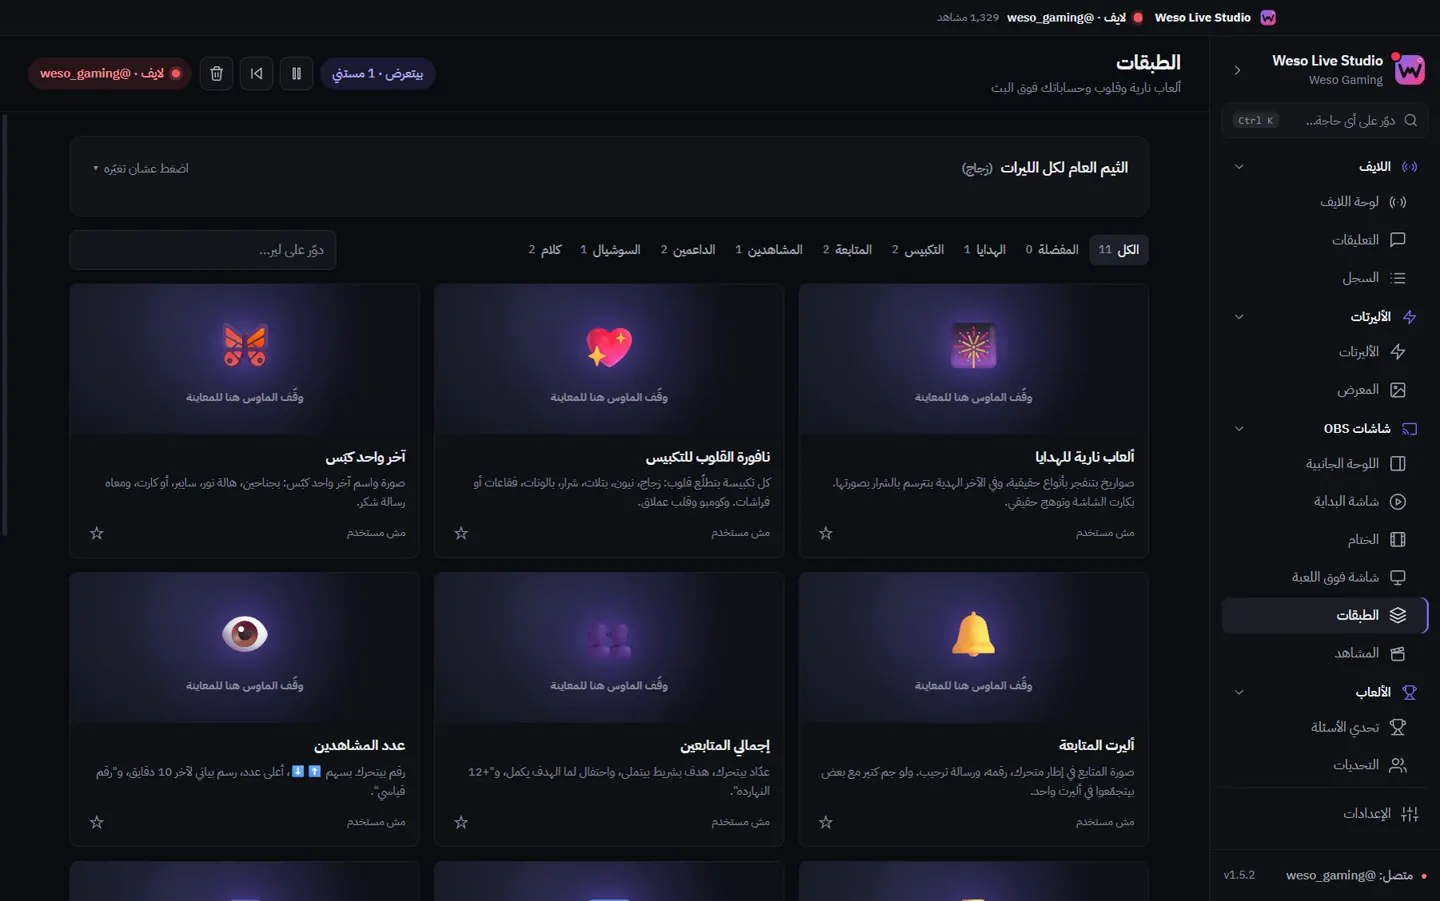 Weso Live Studio
لايف · @weso_gaming
1,329 مشاهد
Weso Live Studio
Weso Gaming
دوّر على أي حاجة...
Ctrl K
اللايف
لوحة اللايف
التعليقات
السجل
الأليرتات
الأليرتات
المعرض
شاشات OBS
اللوحة الجانبية
شاشة البداية
الختام
شاشة فوق اللعبة
الطبقات
المشاهد
الألعاب
تحدي الأسئلة
التحديات
الإعدادات
متصل: @weso_gaming
v1.5.2
الطبقات
ألعاب نارية وقلوب وحساباتك فوق البث
بيتعرض · 1 مستني
لايف · @weso_gaming
الثيم العام لكل الليرات (زجاج)
اضغط عشان تغيّره
الكل 11
المفضلة 0
الهدايا 1
التكبيس 2
المتابعة 2
المشاهدين 1
الداعمين 2
السوشيال 1
كلام 2
دوّر على لير...
وقّف الماوس هنا للمعاينة
ألعاب نارية للهدايا
صواريخ بتنفجر بأنواع حقيقية، وفي الآخر الهدية بتترسم بالشرار بصورتها.
بكارت الشاشة وتوهج حقيقي.
مش مستخدم
وقّف الماوس هنا للمعاينة
نافورة القلوب للتكبيس
كل تكبيسة بتطلّع قلوب: زجاج، نيون، بتلات، شرار، بالونات، فقاعات أو
فراشات. وكومبو وقلب عملاق.
مش مستخدم
وقّف الماوس هنا للمعاينة
آخر واحد كبّس
صورة واسم آخر واحد كبّس: بجناحين، هالة نور، سايبر، أو كارت، ومعاه
رسالة شكر.
مش مستخدم
وقّف الماوس هنا للمعاينة
أليرت المتابعة
صورة المتابع في إطار متحرك، رقمه، ورسالة ترحيب. ولو جم كتير مع بعض
بيتجمّعوا في أليرت واحد.
مش مستخدم
وقّف الماوس هنا للمعاينة
إجمالي المتابعين
عدّاد بيتحرك، هدف بشريط بيتملى، واحتفال لما الهدف يكمل، و"+12
النهارده".
مش مستخدم
وقّف الماوس هنا للمعاينة
عدد المشاهدين
رقم بيتحرك بسهم ⬆️⬇️، أعلى عدد، رسم بياني لآخر 10 دقايق، و"رقم
قياسي".
مش مستخدم